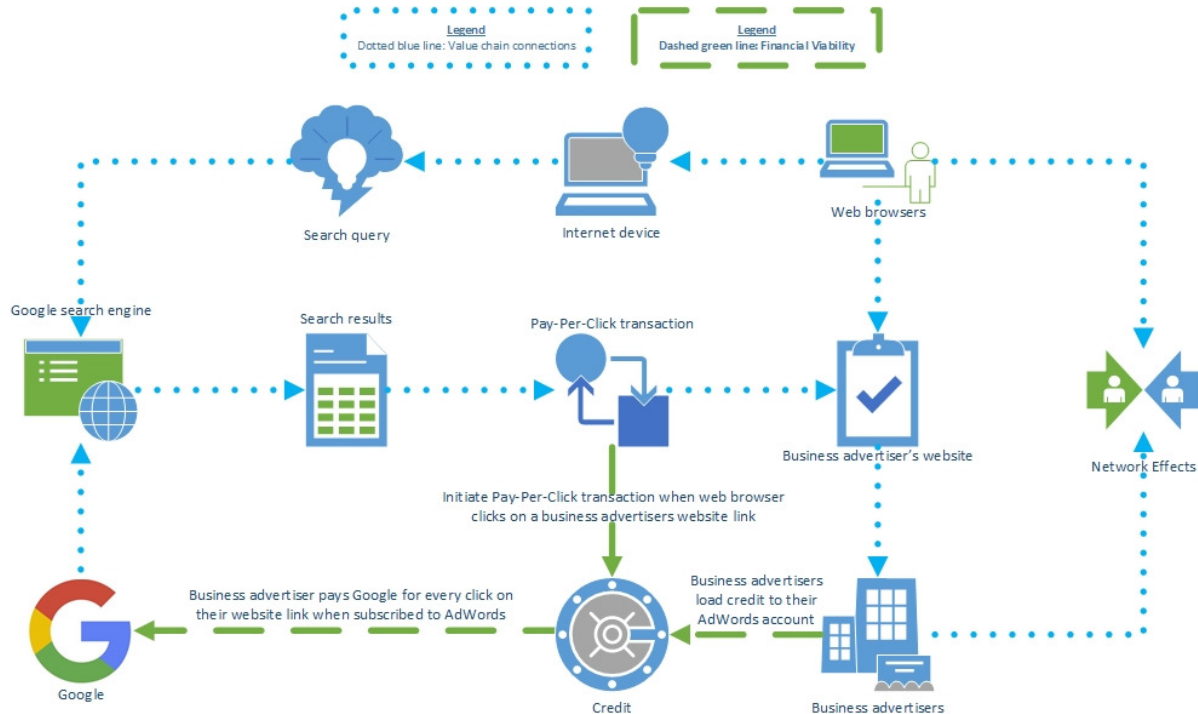 Legend
Dotted blue line: Value chain connections
Legend
Dashed green line: Financial Viability
Search query
Internet device
Web browsers
Google search engine
Search results
Pay-Per-Click transaction
Business advertiser's website
Network Effects
Initiate Pay-Per-Click transaction when web browser
clicks on a business advertisers website link
Business advertiser pays Google for every click on
their website link when subscribed to AdWords
Business advertisers
load credit to their
AdWords account
Google
Credit
Business advertisers